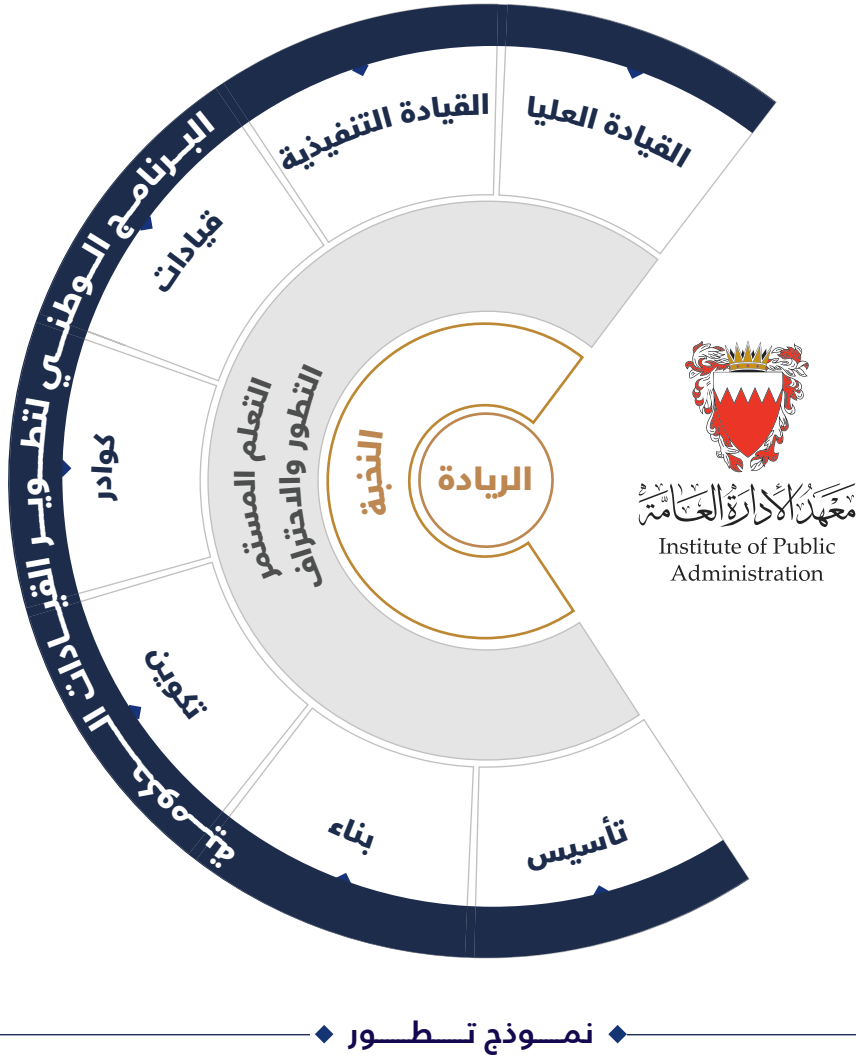 البرنامج الوطني لتطوير القيادات الحكومية
القيادة العليا
القيادة التنفيذية
قيادات
كوادر
تكوين
بناء
تأسيس
التعلم المستمر
التطور والاحتراف
النخبة
الريادة
معهد الأدارة العامة
Institute of Public
Administration
نموذج تطور